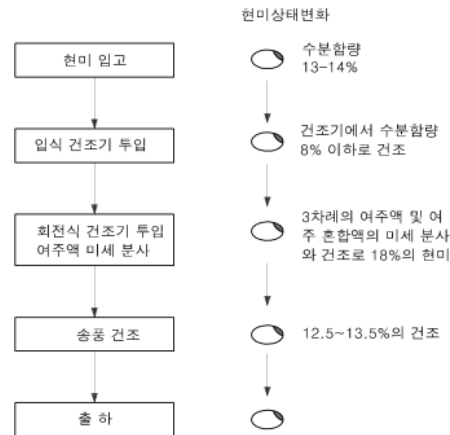 현미상태변화
현미 입고
수분함량
13-14%
입식 건조기 투입
건조기에서 수분함량
8% 이하로 건조
회전식 건조기 투입
여주액 미세 분사
3차례의 여주액 및 여
주 혼합액의 미세 분사
와 건조로 18%의 현미
송풍 건조
12.5~13.5%의 건조
출 하